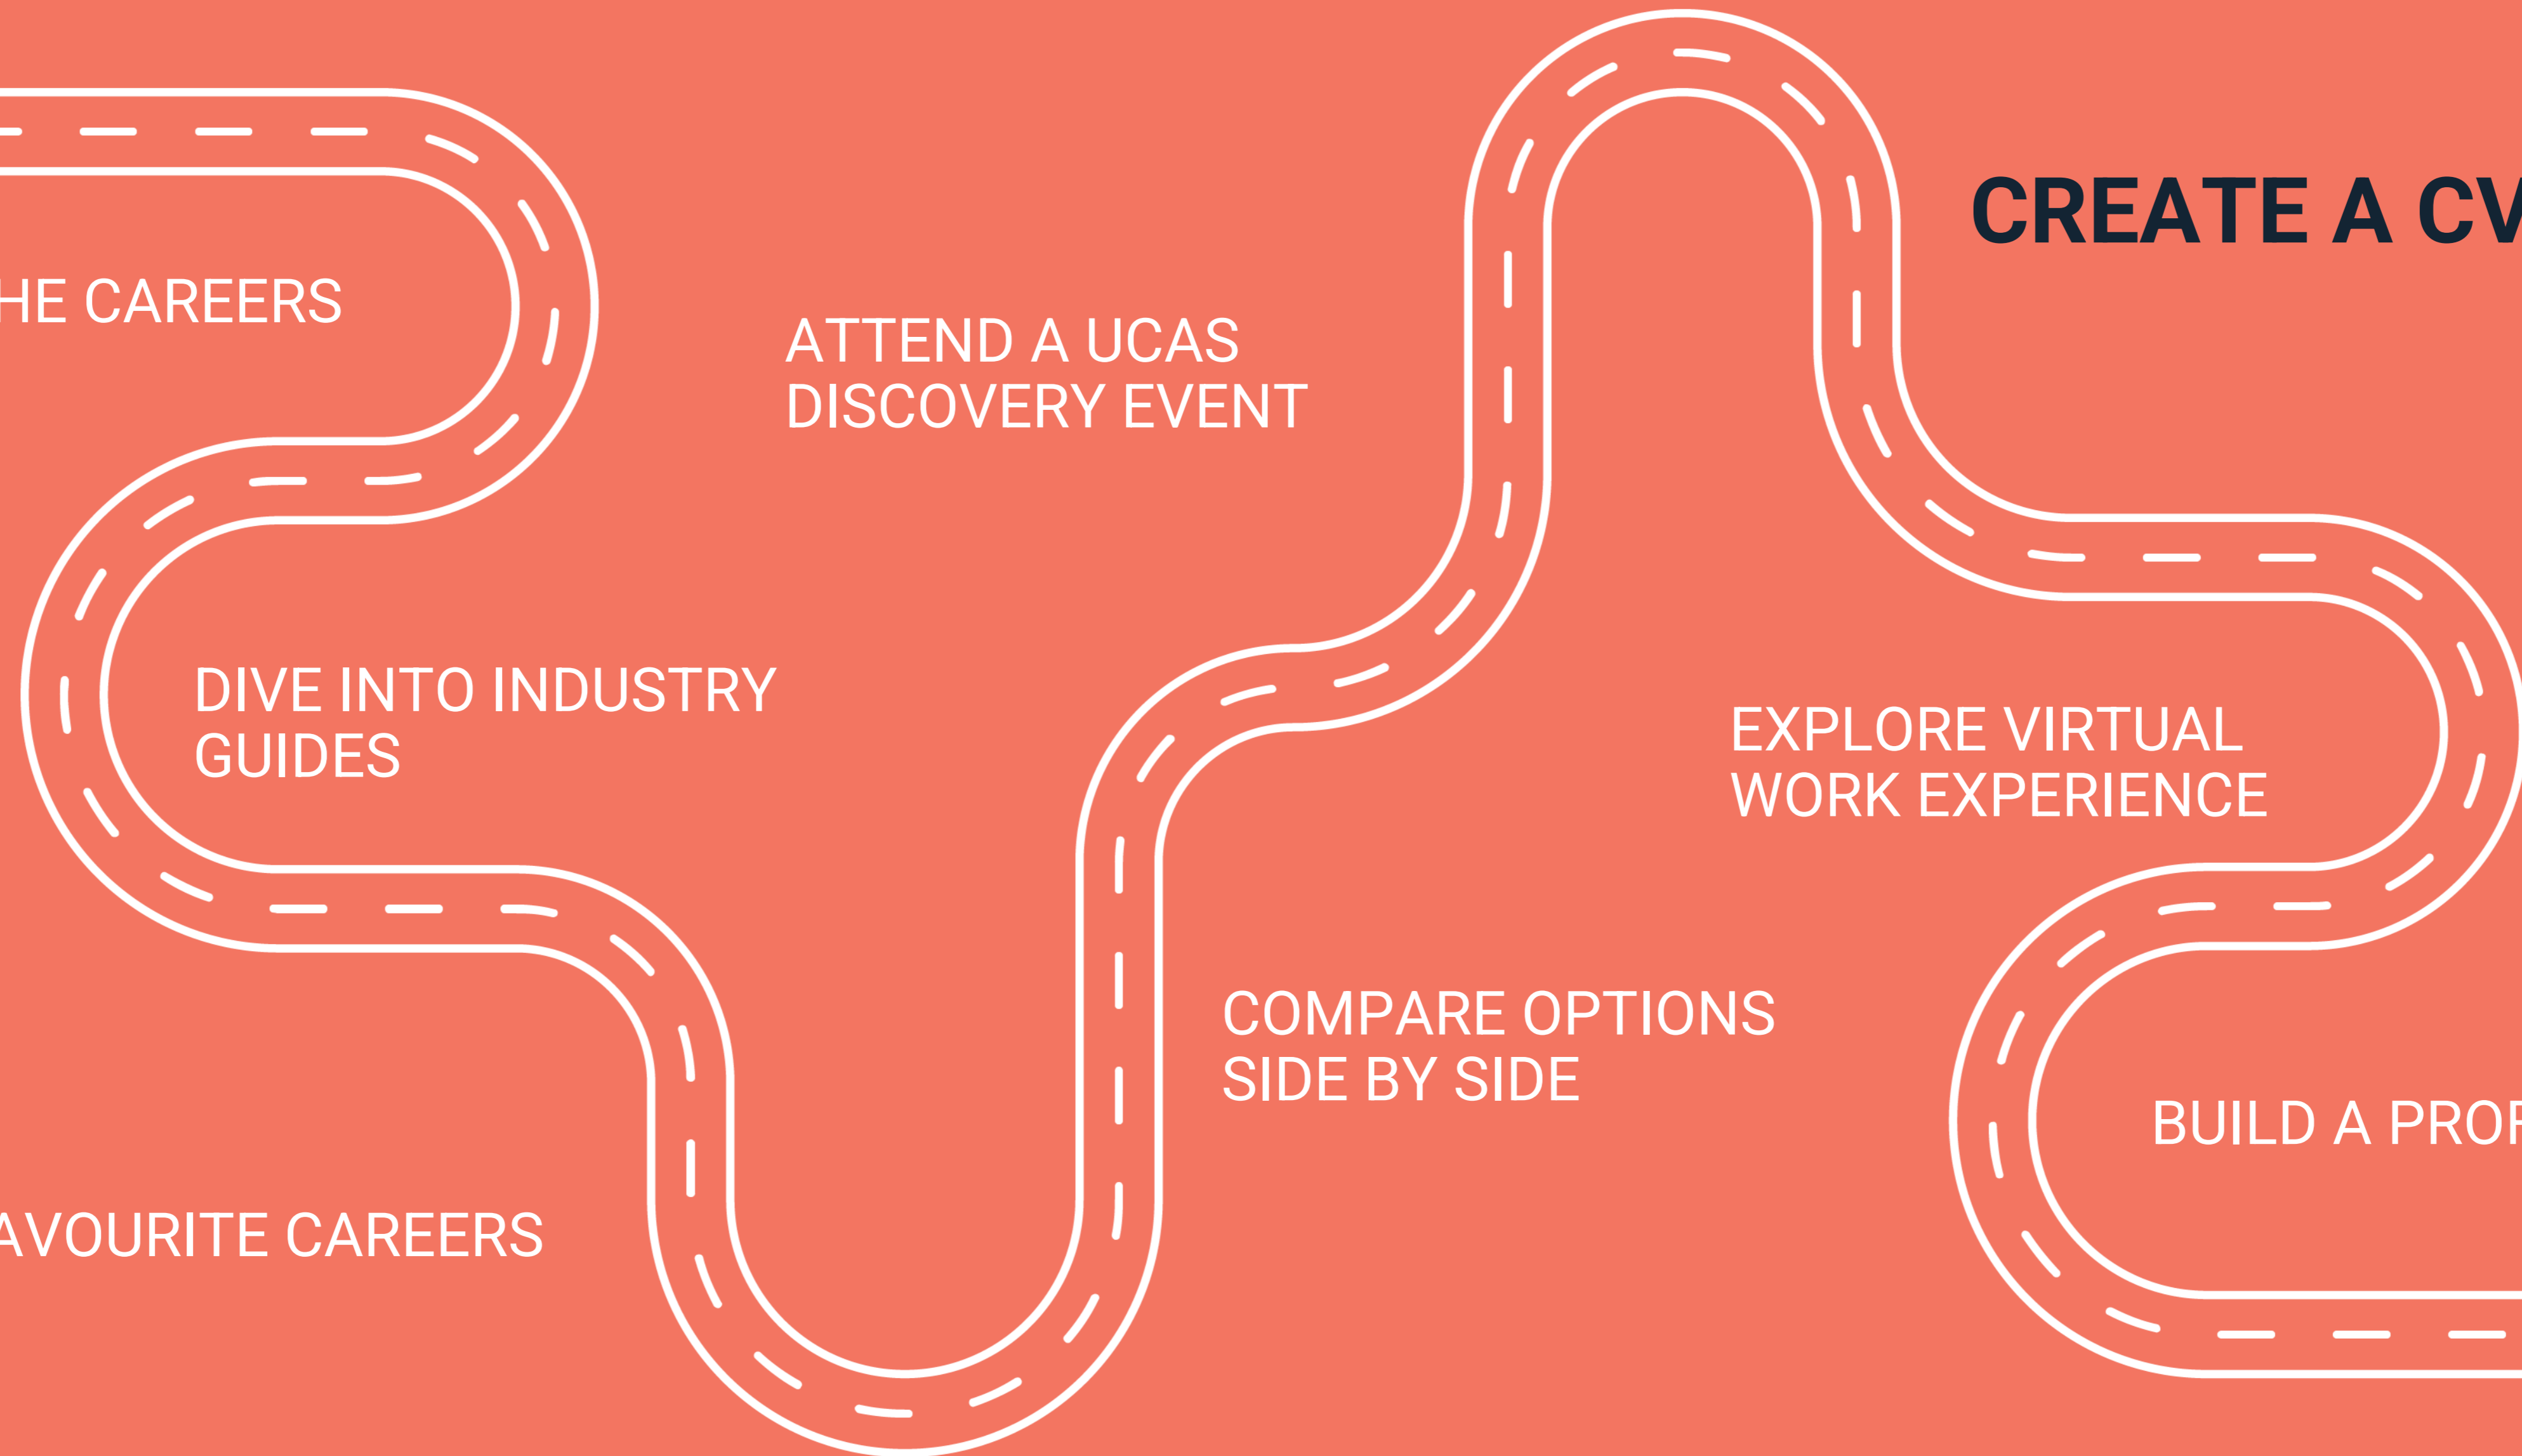 HE CAREERS
ATTEND A UCAS
DISCOVERY EVENT
DIVE INTO INDUSTRY
GUIDES
AVOURITE CAREERS
COMPARE OPTIONS
SIDE BY SIDE
CREATE A CV
EXPLORE VIRTUAL
WORK EXPERIENCE
BUILD A PROF